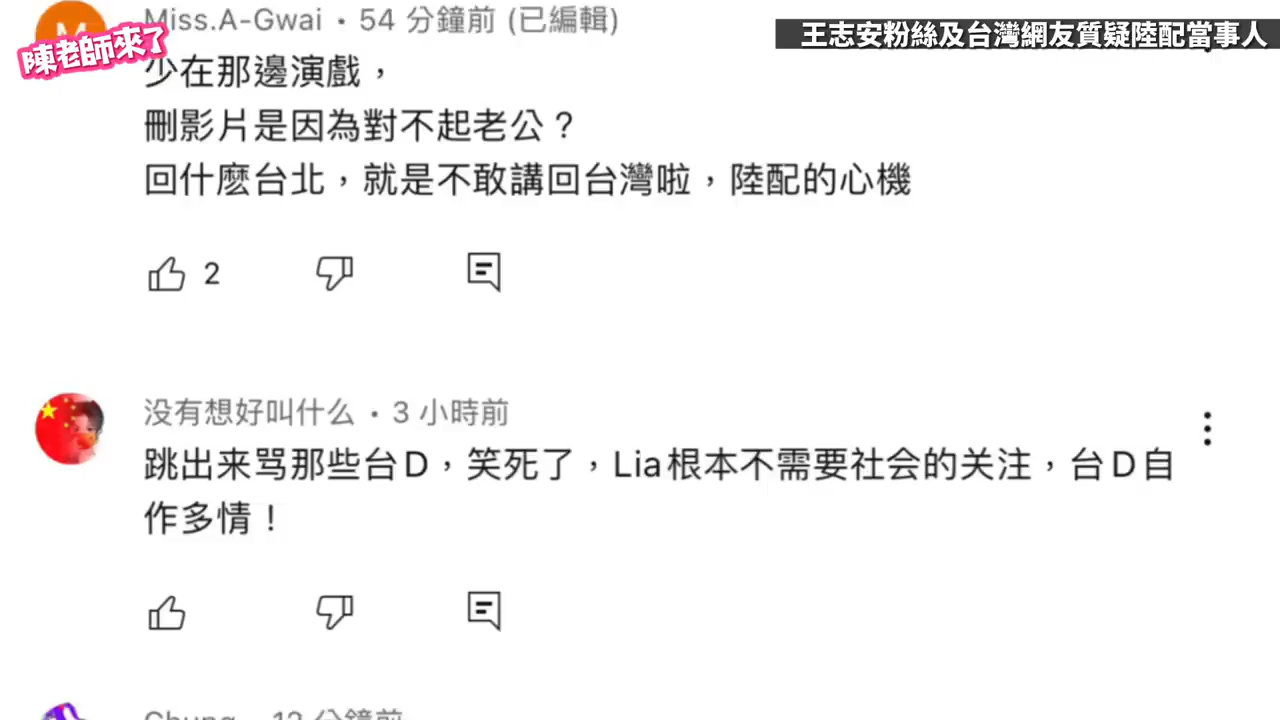 Miss.A-Gwai · 54 分鐘前 (已編輯)
王志安粉絲及台灣網友質疑陸配當事人
陳老師來了
少在那邊演戲，
刪影片是因為對不起老公？
回什麼台北，就是不敢講回台灣啦，陸配的心機
2
没有想好叫什么 · 3 小時前
跳出来骂那些台D，笑死了，Lia根本不需要社会的关注，台D自
作多情！
Chung 12 分鐘前